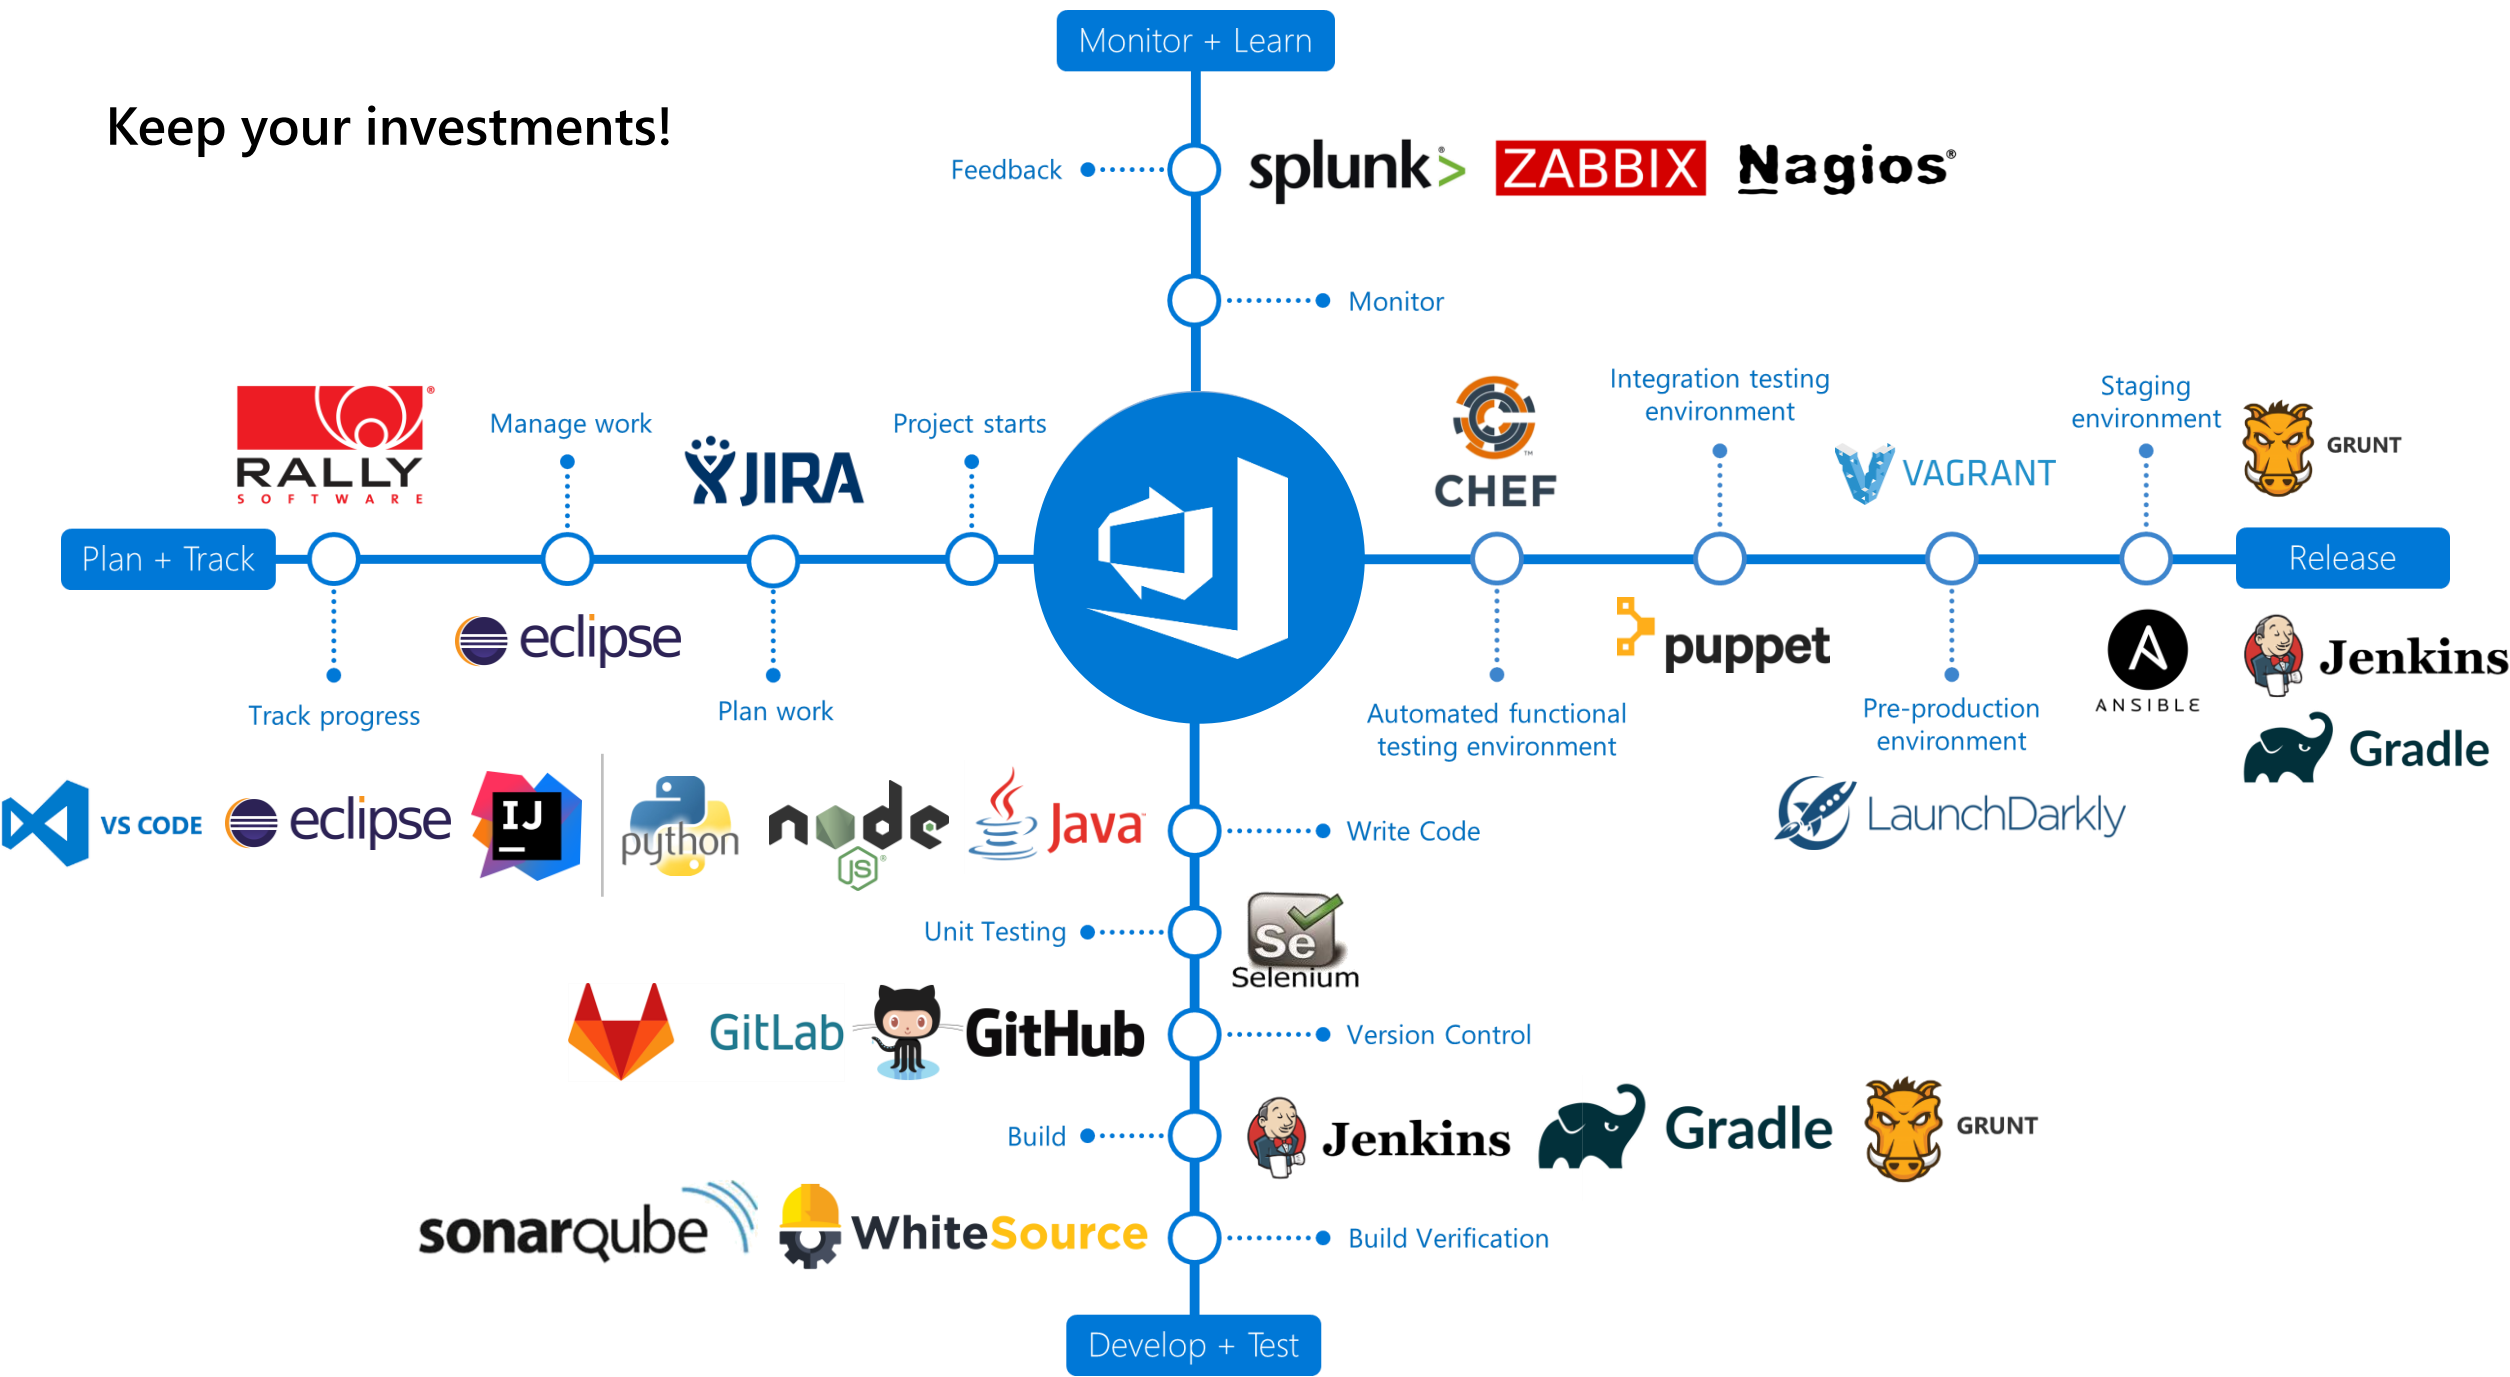 Monitor + Learn
Keep your investments!
Feedback
splunk>®
ZABBIX
Nagios®
Monitor
RALLY®
SOFTWARE
Manage work
JIRA
Project starts
CHEF™
Integration testing
environment
VAGRANT
Staging
environment
GRUNT
Plan + Track
Release
eclipse
puppet
A
ANSIBLE
Jenkins
Track progress
Plan work
Automated functional
testing environment
Pre-production
environment
Gradle
VS CODE
eclipse
IJ
python
node
JS®
Java™
Write Code
LaunchDarkly
Unit Testing
Se
Selenium
GitLab
GitHub
Version Control
Build
Jenkins
Gradle
GRUNT
sonarqube
WhiteSource
Build Verification
Develop + Test